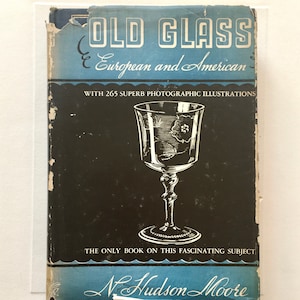 OLD GLASS
European and American
WITH 265 SUPERB PHOTOGRAPHIC ILLUSTRATIONS
THE ONLY BOOK ON THIS FASCINATING SUBJECT
N. Hudson Moore